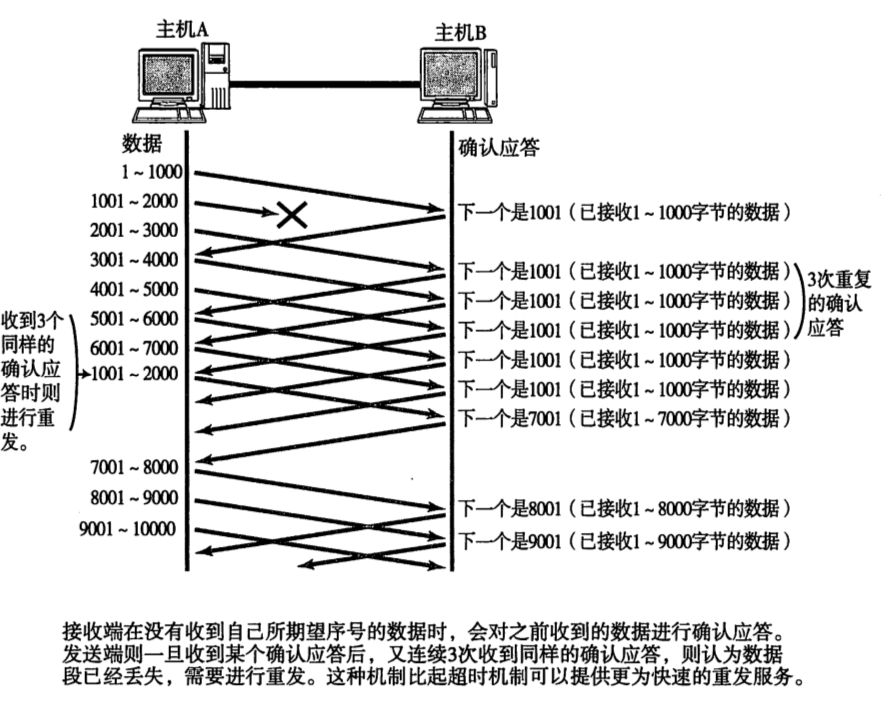 主机A
主机B
数据
确认应答
1~1000
1001~2000
2001~3000
3001~4000
4001~5000
5001~6000
6001~7000
1001~2000
7001~8000
8001~9000
9001~10000
收到3个
同样的
确认应
答时则
进行重
发。
下一个是1001（已接收1~1000字节的数据）
下一个是1001（已接收1~1000字节的数据）
下一个是1001（已接收1~1000字节的数据）
下一个是1001（已接收1~1000字节的数据）
下一个是1001（已接收1~1000字节的数据）
下一个是1001（已接收1~1000字节的数据）
下一个是7001（已接收1~7000字节的数据）
下一个是8001（已接收1~8000字节的数据）
下一个是9001（已接收1~9000字节的数据）
3次重复
的确认
应答
接收端在没有收到自己所期望序号的数据时，会对之前收到的数据进行确认应答。
发送端则一旦收到某个确认应答后，又连续3次收到同样的确认应答，则认为数据
段已经丢失，需要进行重发。这种机制比起超时机制可以提供更为快速的重发服务。